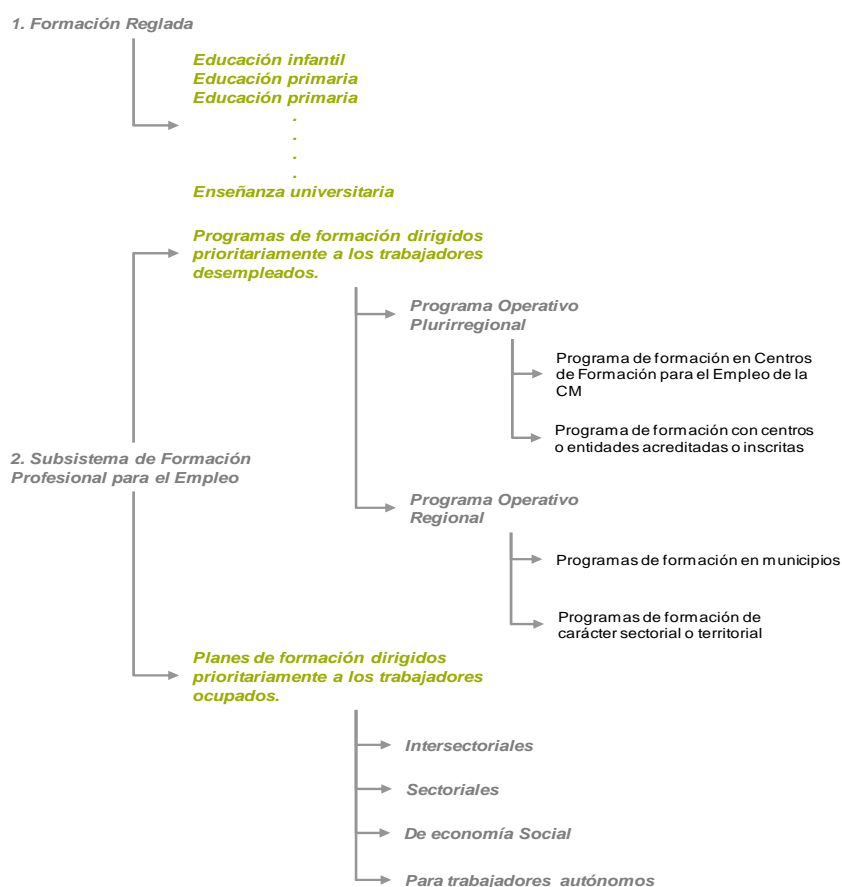 1. Formación Reglada
Educación infantil
Educación primaria
Educación primaria
.
.
.
.
Enseñanza universitaria
Programas de formación dirigidos
prioritariamente a los trabajadores
desempleados.
Programa Operativo
Plurirregional
Programa de formación en Centros
de Formación para el Empleo de la
CM
Programa de formación con centros
o entidades acreditadas o inscritas
2. Subsistema de Formación
Profesional para el Empleo
Programa Operativo
Regional
Programas de formación en municipios
Programas de formación de
carácter sectorial o territorial
Planes de formación dirigidos
prioritariamente a los trabajadores
ocupados.
Intersectoriales
Sectoriales
De economía Social
Para trabajadores autónomos